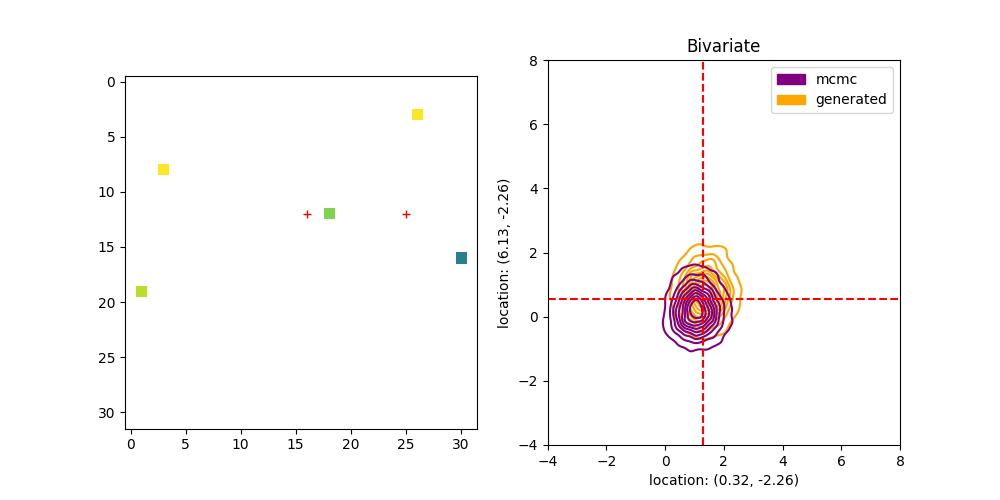 0
5
10
15
20
25
30
0 5 10 15 20 25 30
Bivariate
mcmc
generated
8
6
4
2
0
−2
−4
−4 −2 0 2 4 6 8
location: (6.13, -2.26)
location: (0.32, -2.26)